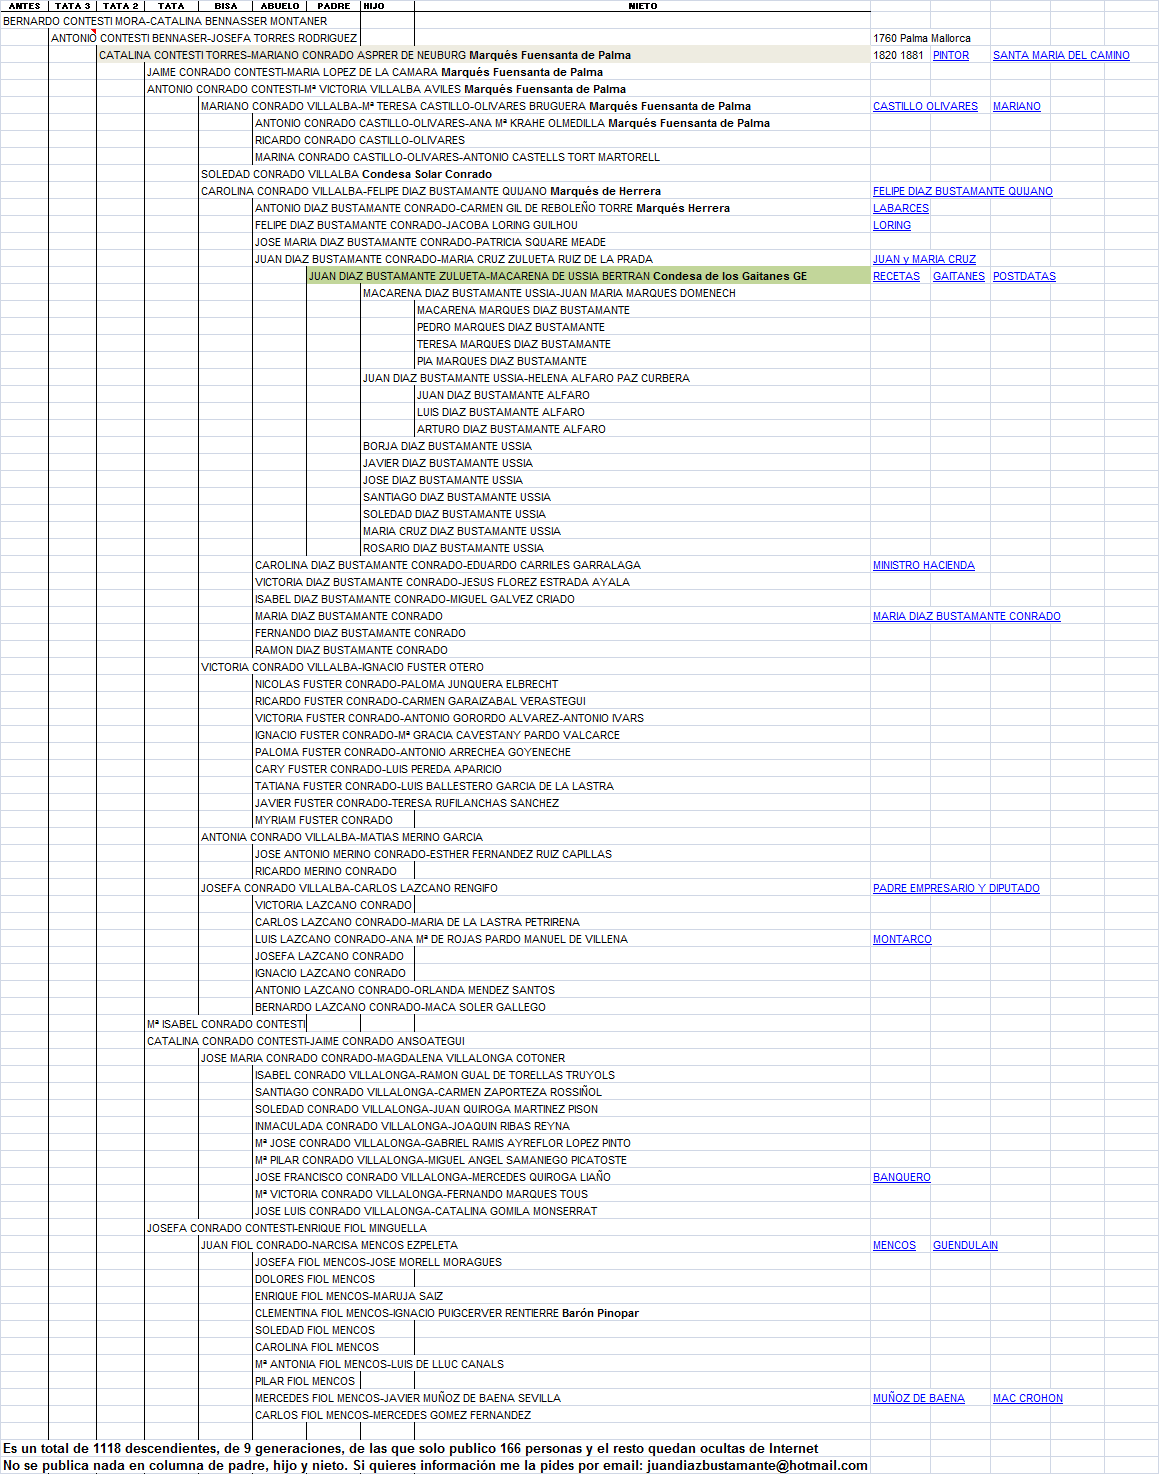 ANTES TATA 3 TATA 2 TATA BISA ABUELO PADRE HIJO NIETO
BERNARDO CONTESTI MORA-CATALINA BENNASSER MONTANER
ANTONIO CONTESTI BENNASER-JOSEFA TORRES RODRIGUEZ 1760 Palma Mallorca
CATALINA CONTESTI TORRES-MARIANO CONRADO ASPRER DE NEUBURG Marqués Fuensanta de Palma 1820 1881 PINTOR SANTA MARIA DEL CAMINO
JAIME CONRADO CONTESTI-MARIA LOPEZ DE LA CAMARA Marqués Fuensanta de Palma
ANTONIO CONRADO CONTESTI-Mª VICTORIA VILLALBA AVILES Marqués Fuensanta de Palma
MARIANO CONRADO VILLALBA-Mª TERESA CASTILLO-OLIVARES BRUGUERA Marqués Fuensanta de Palma CASTILLO OLIVARES MARIANO
ANTONIO CONRADO CASTILLO-OLIVARES-ANA Mª KRAHE OLMEDILLA Marqués Fuensanta de Palma
RICARDO CONRADO CASTILLO-OLIVARES
MARINA CONRADO CASTILLO-OLIVARES-ANTONIO CASTELLS TORT MARTORELL
SOLEDAD CONRADO VILLALBA Condesa Solar Conrado
CAROLINA CONRADO VILLALBA-FELIPE DIAZ BUSTAMANTE QUIJANO Marqués de Herrera FELIPE DIAZ BUSTAMANTE QUIJANO
ANTONIO DIAZ BUSTAMANTE CONRADO-CARMEN GIL DE REBOLEÑO TORRE Marqués Herrera LABARCES
FELIPE DIAZ BUSTAMANTE CONRADO-JACOBA LORING GUILHOU LORING
JOSE MARIA DIAZ BUSTAMANTE CONRADO-PATRICIA SQUARE MEADE
JUAN DIAZ BUSTAMANTE CONRADO-MARIA CRUZ ZULUETA RUIZ DE LA PRADA JUAN y MARIA CRUZ
JUAN DIAZ BUSTAMANTE ZULUETA-MACARENA DE USSIA BERTRAN Condesa de los Gaitanes GE RECETAS GAITANES POSTDATAS
MACARENA DIAZ BUSTAMANTE USSIA-JUAN MARIA MARQUES DOMENECH
MACARENA MARQUES DIAZ BUSTAMANTE
PEDRO MARQUES DIAZ BUSTAMANTE
TERESA MARQUES DIAZ BUSTAMANTE
PIA MARQUES DIAZ BUSTAMANTE
JUAN DIAZ BUSTAMANTE USSIA-HELENA ALFARO PAZ CURBERA
JUAN DIAZ BUSTAMANTE ALFARO
LUIS DIAZ BUSTAMANTE ALFARO
ARTURO DIAZ BUSTAMANTE ALFARO
BORJA DIAZ BUSTAMANTE USSIA
JAVIER DIAZ BUSTAMANTE USSIA
JOSE DIAZ BUSTAMANTE USSIA
SANTIAGO DIAZ BUSTAMANTE USSIA
SOLEDAD DIAZ BUSTAMANTE USSIA
MARIA CRUZ DIAZ BUSTAMANTE USSIA
ROSARIO DIAZ BUSTAMANTE USSIA
CAROLINA DIAZ BUSTAMANTE CONRADO-EDUARDO CARRILES GARRALAGA MINISTRO HACIENDA
VICTORIA DIAZ BUSTAMANTE CONRADO-JESUS FLOREZ ESTRADA AYALA
ISABEL DIAZ BUSTAMANTE CONRADO-MIGUEL GALVEZ CRIADO
MARIA DIAZ BUSTAMANTE CONRADO MARIA DIAZ BUSTAMANTE CONRADO
FERNANDO DIAZ BUSTAMANTE CONRADO
RAMON DIAZ BUSTAMANTE CONRADO
VICTORIA CONRADO VILLALBA-IGNACIO FUSTER OTERO
NICOLAS FUSTER CONRADO-PALOMA JUNQUERA ELBRECHT
RICARDO FUSTER CONRADO-CARMEN GARAIZABAL VERASTEGUI
VICTORIA FUSTER CONRADO-ANTONIO GORORDO ALVAREZ-ANTONIO IVARS
IGNACIO FUSTER CONRADO-Mª GRACIA CAVESTANY PARDO VALCARCE
PALOMA FUSTER CONRADO-ANTONIO ARRECHEA GOYENECHE
CARY FUSTER CONRADO-LUIS PEREDA APARICIO
TATIANA FUSTER CONRADO-LUIS BALLESTERO GARCIA DE LA LASTRA
JAVIER FUSTER CONRADO-TERESA RUFILANCHAS SANCHEZ
MYRIAM FUSTER CONRADO
ANTONIA CONRADO VILLALBA-MATIAS MERINO GARCIA
JOSE ANTONIO MERINO CONRADO-ESTHER FERNANDEZ RUIZ CAPILLAS
RICARDO MERINO CONRADO
JOSEFA CONRADO VILLALBA-CARLOS LAZCANO RENGIFO PADRE EMPRESARIO Y DIPUTADO
VICTORIA LAZCANO CONRADO
CARLOS LAZCANO CONRADO-MARIA DE LA LASTRA PETRIRENA
LUIS LAZCANO CONRADO-ANA Mª DE ROJAS PARDO MANUEL DE VILLENA MONTARCO
JOSEFA LAZCANO CONRADO
IGNACIO LAZCANO CONRADO
ANTONIO LAZCANO CONRADO-ORLANDA MENDEZ SANTOS
BERNARDO LAZCANO CONRADO-MACA SOLER GALLEGO
Mª ISABEL CONRADO CONTESTI
CATALINA CONRADO CONTESTI-JAIME CONRADO ANSOATEGUI
JOSE MARIA CONRADO CONRADO-MAGDALENA VILLALONGA COTONER
ISABEL CONRADO VILLALONGA-RAMON GUAL DE TORELLAS TRUYOLS
SANTIAGO CONRADO VILLALONGA-CARMEN ZAPORTEZA ROSSIÑOL
SOLEDAD CONRADO VILLALONGA-JUAN QUIROGA MARTINEZ PISON
INMACULADA CONRADO VILLALONGA-JOAQUIN RIBAS REYNA
Mª JOSE CONRADO VILLALONGA-GABRIEL RAMIS AYREFLOR LOPEZ PINTO
Mª PILAR CONRADO VILLALONGA-MIGUEL ANGEL SAMANIEGO PICATOSTE
JOSE FRANCISCO CONRADO VILLALONGA-MERCEDES QUIROGA LIAÑO BANQUERO
Mª VICTORIA CONRADO VILLALONGA-FERNANDO MARQUES TOUS
JOSE LUIS CONRADO VILLALONGA-CATALINA GOMILA MONSERRAT
JOSEFA CONRADO CONTESTI-ENRIQUE FIOL MINGUELLA
JUAN FIOL CONRADO-NARCISA MENCOS EZPELETA MENCOS GUENDULAIN
JOSEFA FIOL MENCOS-JOSE MORELL MORAGUES
DOLORES FIOL MENCOS
ENRIQUE FIOL MENCOS-MARUJA SAIZ
CLEMENTINA FIOL MENCOS-IGNACIO PUIGCERVER RENTIERRE Barón Pinopar
SOLEDAD FIOL MENCOS
CAROLINA FIOL MENCOS
Mª ANTONIA FIOL MENCOS-LUIS DE LLUC CANALS
PILAR FIOL MENCOS
MERCEDES FIOL MENCOS-JAVIER MUÑOZ DE BAENA SEVILLA MUÑOZ DE BAENA MAC CROHON
CARLOS FIOL MENCOS-MERCEDES GOMEZ FERNANDEZ
Es un total de 1118 descendientes, de 9 generaciones, de las que solo publico 166 personas y el resto quedan ocultas de Internet
No se publica nada en columna de padre, hijo y nieto. Si quieres información me la pides por email: juandiazbustamante@hotmail.com